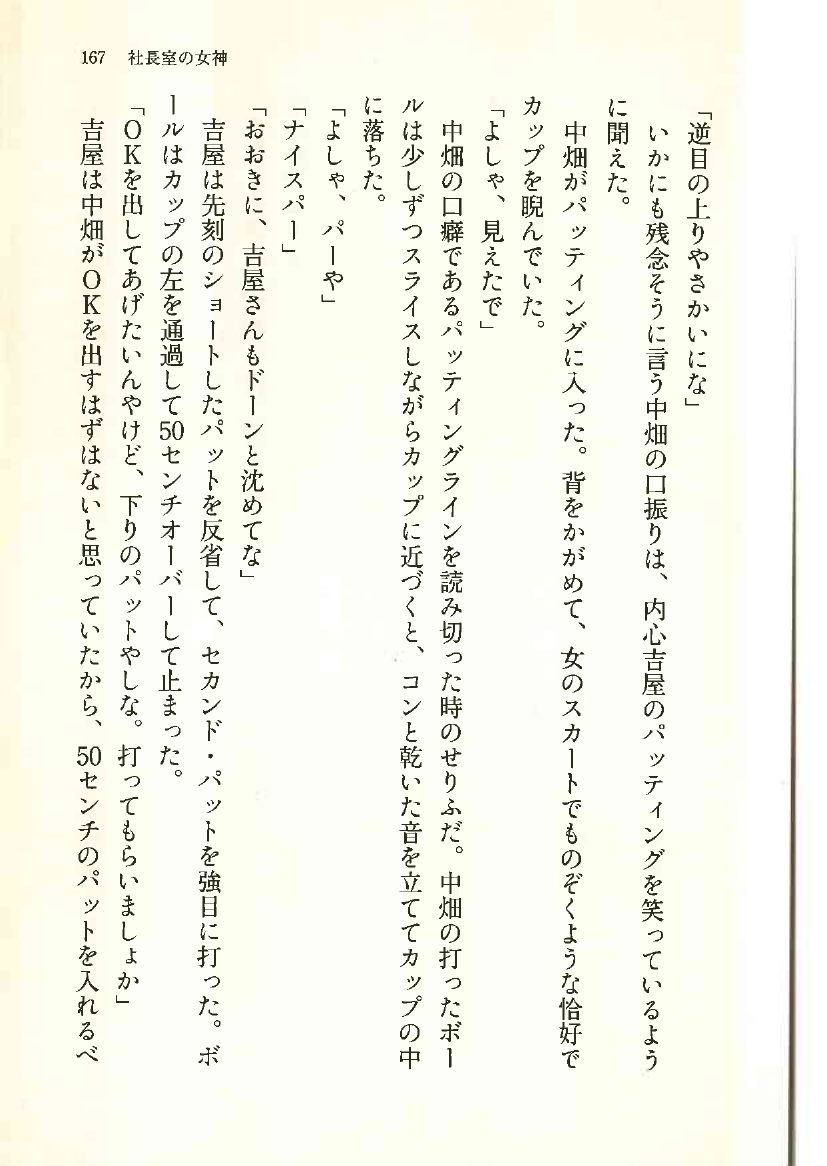 167 社長室の女神
「逆目の上りやさかいにな」
いかにも残念そうに言う中畑の口振りは、内心吉屋のパッティングを笑っているよう
に聞えた。
中畑がパッティングに入った。背をかがめて、女のスカートでものぞくような恰好で
カップを睨んでいた。
「よしゃ、見えたで」
中畑の口癖であるパッティングラインを読み切った時のせりふだ。中畑の打ったボー
ルは少しずつスライスしながらカップに近づくと、コンと乾いた音を立ててカップの中
に落ちた。
「よしゃ、パーや」
「ナイスパー」
「おおきに、吉屋さんもドーンと沈めてな」
吉屋は先刻のショートしたパットを反省して、セカンド・パットを強目に打った。ボ
ールはカップの左を通過して50センチオーバーして止まった。
「OKを出してあげたいんやけど、下りのパットやしな。打ってもらいましょか」
吉屋は中畑がOKを出すはずはないと思っていたから、50センチのパットを入れるべ